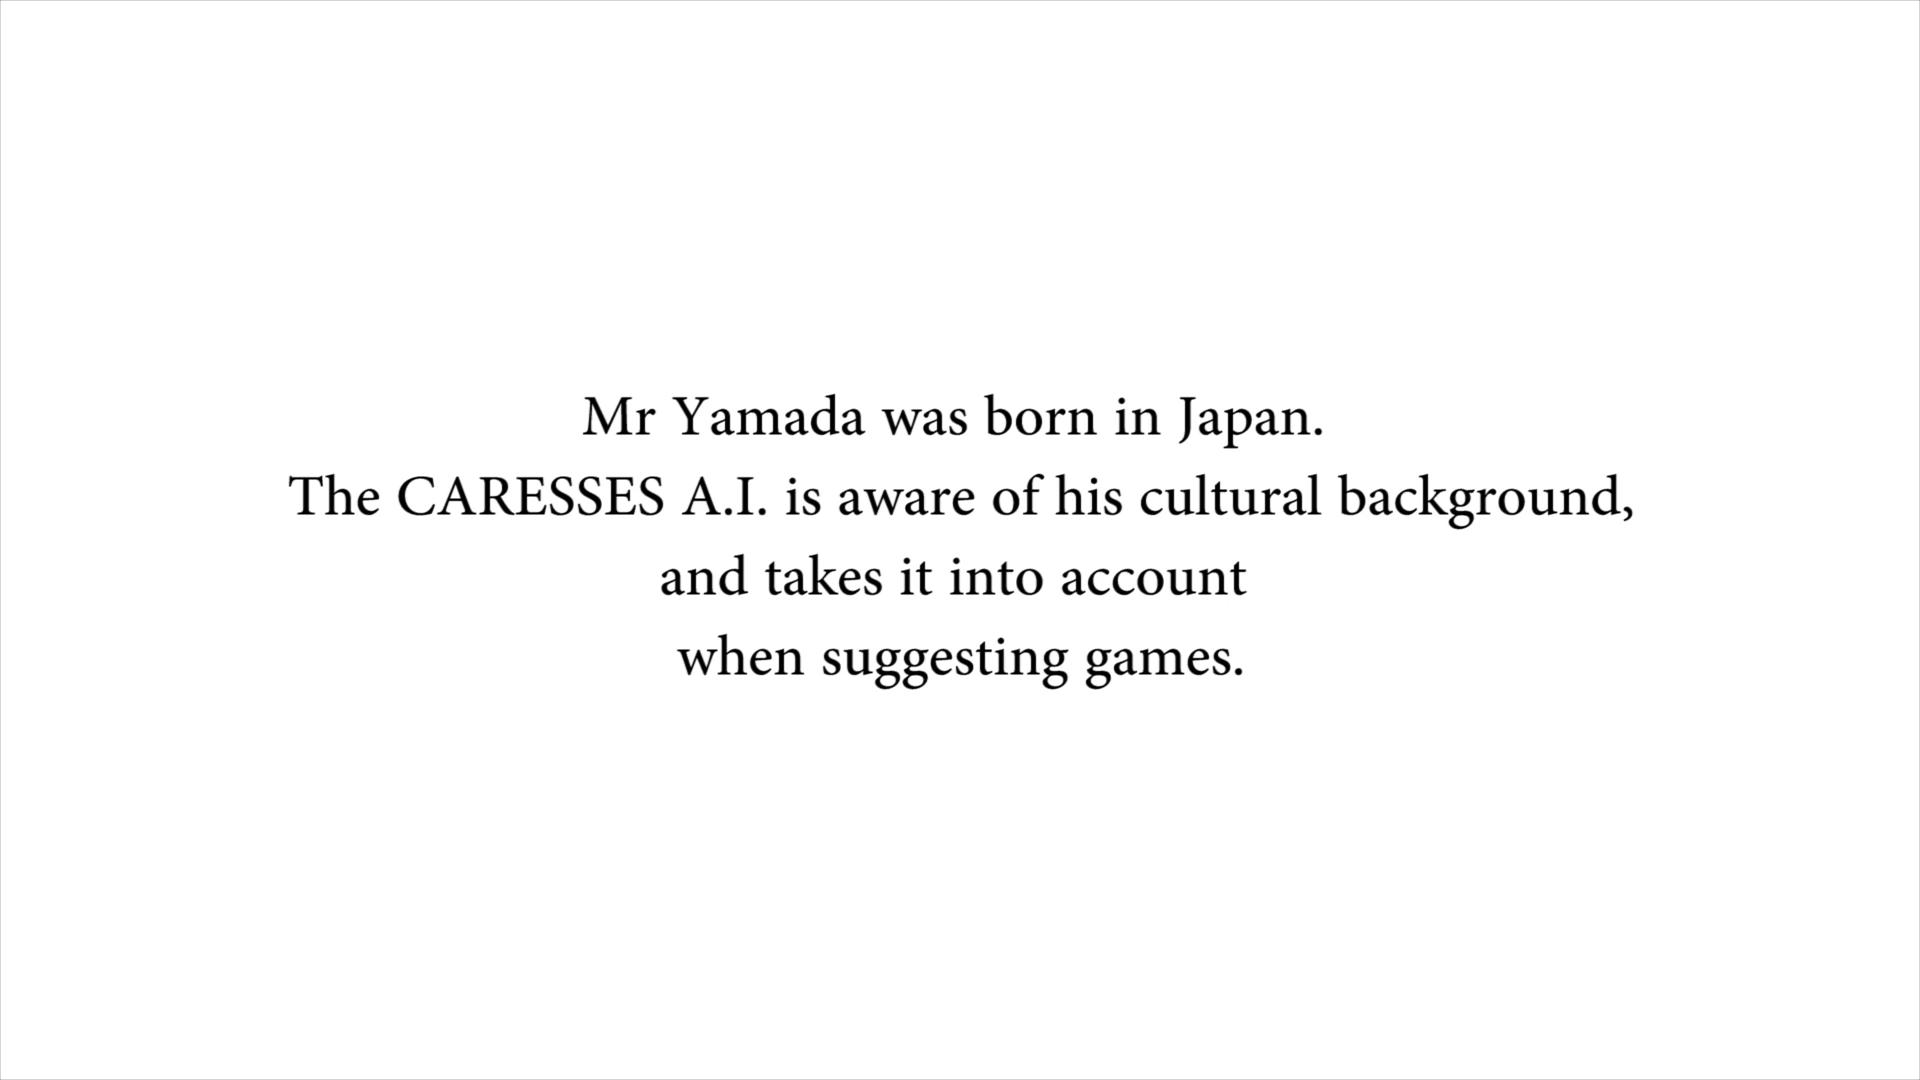 Mr Yamada was born in Japan.
The CARESSES A.I. is aware of his cultural background,
and takes it into account
when suggesting games.